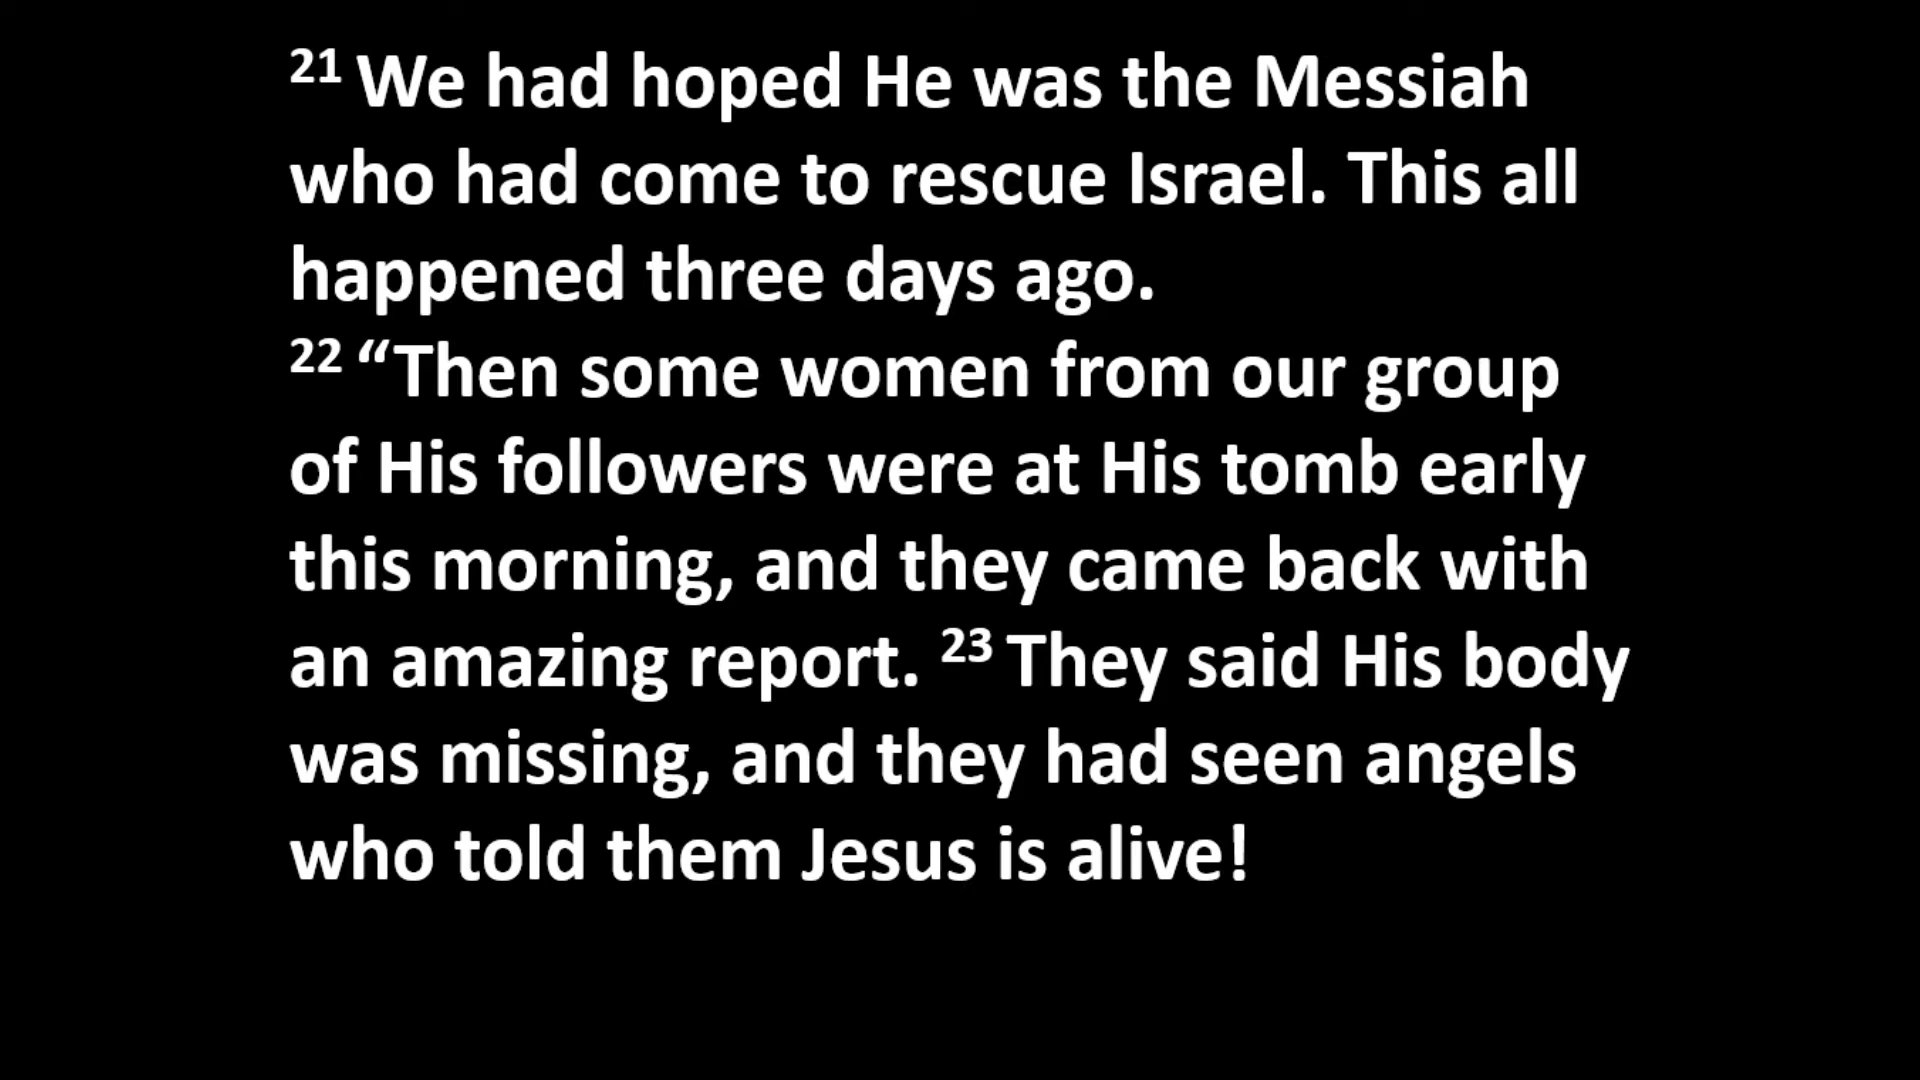 21 We had hoped He was the Messiah
who had come to rescue Israel. This all
happened three days ago.
22 “Then some women from our group
of His followers were at His tomb early
this morning, and they came back with
an amazing report. 23 They said His body
was missing, and they had seen angels
who told them Jesus is alive!